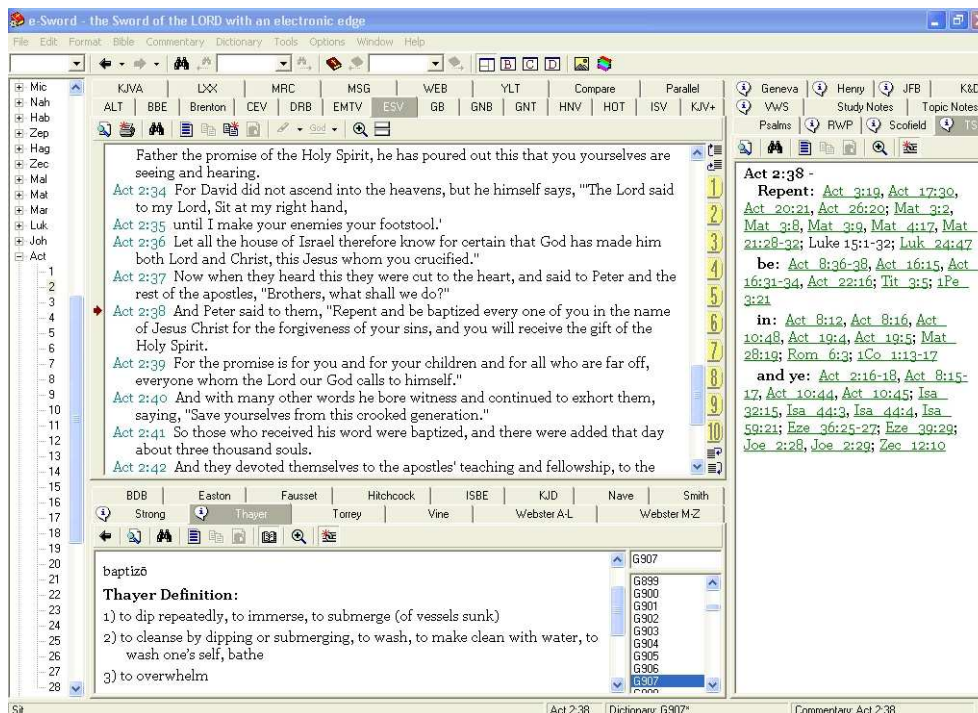 e-Sword - the Sword of the LORD with an electronic edge
File Edit Format Bible Commentary Dictionary Tools Options Window Help
B C D
Mic
Nah
Hab
Zep
Hag
Zec
Mal
Mat
Mar
Luk
Joh
Act
1
2
3
4
5
6
7
8
9
10
11
12
13
14
15
16
17
18
19
20
21
22
23
24
25
26
27
28
KJVA LXX MRC MSG WEB YLT Compare Parallel
ALT BBE Brenton CEV DRB EMTV ESV GB GNB GNT HNV HOT ISV KJV+
God
Father the promise of the Holy Spirit, he has poured out this that you yourselves are
seeing and hearing.
Act 2:34 For David did not ascend into the heavens, but he himself says, "'The Lord said
to my Lord, Sit at my right hand,
Act 2:35 until I make your enemies your footstool.'
Act 2:36 Let all the house of Israel therefore know for certain that God has made him
both Lord and Christ, this Jesus whom you crucified."
Act 2:37 Now when they heard this they were cut to the heart, and said to Peter and the
rest of the apostles, "Brothers, what shall we do?"
Act 2:38 And Peter said to them, "Repent and be baptized every one of you in the name
of Jesus Christ for the forgiveness of your sins, and you will receive the gift of the
Holy Spirit.
Act 2:39 For the promise is for you and for your children and for all who are far off,
everyone whom the Lord our God calls to himself."
Act 2:40 And with many other words he bore witness and continued to exhort them,
saying, "Save yourselves from this crooked generation."
Act 2:41 So those who received his word were baptized, and there were added that day
about three thousand souls.
Act 2:42 And they devoted themselves to the apostles' teaching and fellowship, to the
1
2
3
4
5
6
7
8
9
10
BDB Easton Fausset Hitchcock ISBE KJD Nave Smith
Strong Thayer Torrey Vine Webster A-L Webster M-Z
baptizō
Thayer Definition:
1) to dip repeatedly, to immerse, to submerge (of vessels sunk)
2) to cleanse by dipping or submerging, to wash, to make clean with water, to
wash one's self, bathe
3) to overwhelm
G907
G899
G900
G901
G902
G903
G904
G905
G906
G907
Geneva Henry JFB K&D
VWS Study Notes Topic Notes
Psalms RWP Scofield
Act 2:38 -
Repent: Act 3:19, Act 17:30,
Act 20:21, Act 26:20; Mat 3:2,
Mat 3:8, Mat 3:9, Mat 4:17, Mat
21:28-32; Luke 15:1-32; Luk 24:47
be: Act 8:36-38, Act 16:15, Act
16:31-34, Act 22:16; Tit 3:5; 1Pe
3:21
in: Act 8:12, Act 8:16, Act
10:48, Act 19:4, Act 19:5; Mat
28:19; Rom 6:3; 1Co 1:13-17
and ye: Act 2:16-18, Act 8:15-
17, Act 10:44, Act 10:45; Isa
32:15, Isa 44:3, Isa 44:4, Isa
59:21; Eze 36:25-27; Eze 39:29;
Joe 2:28, Joe 2:29; Zec 12:10
Sit Act 2:38 Dictionary: G907* Commentary: Act 2:38